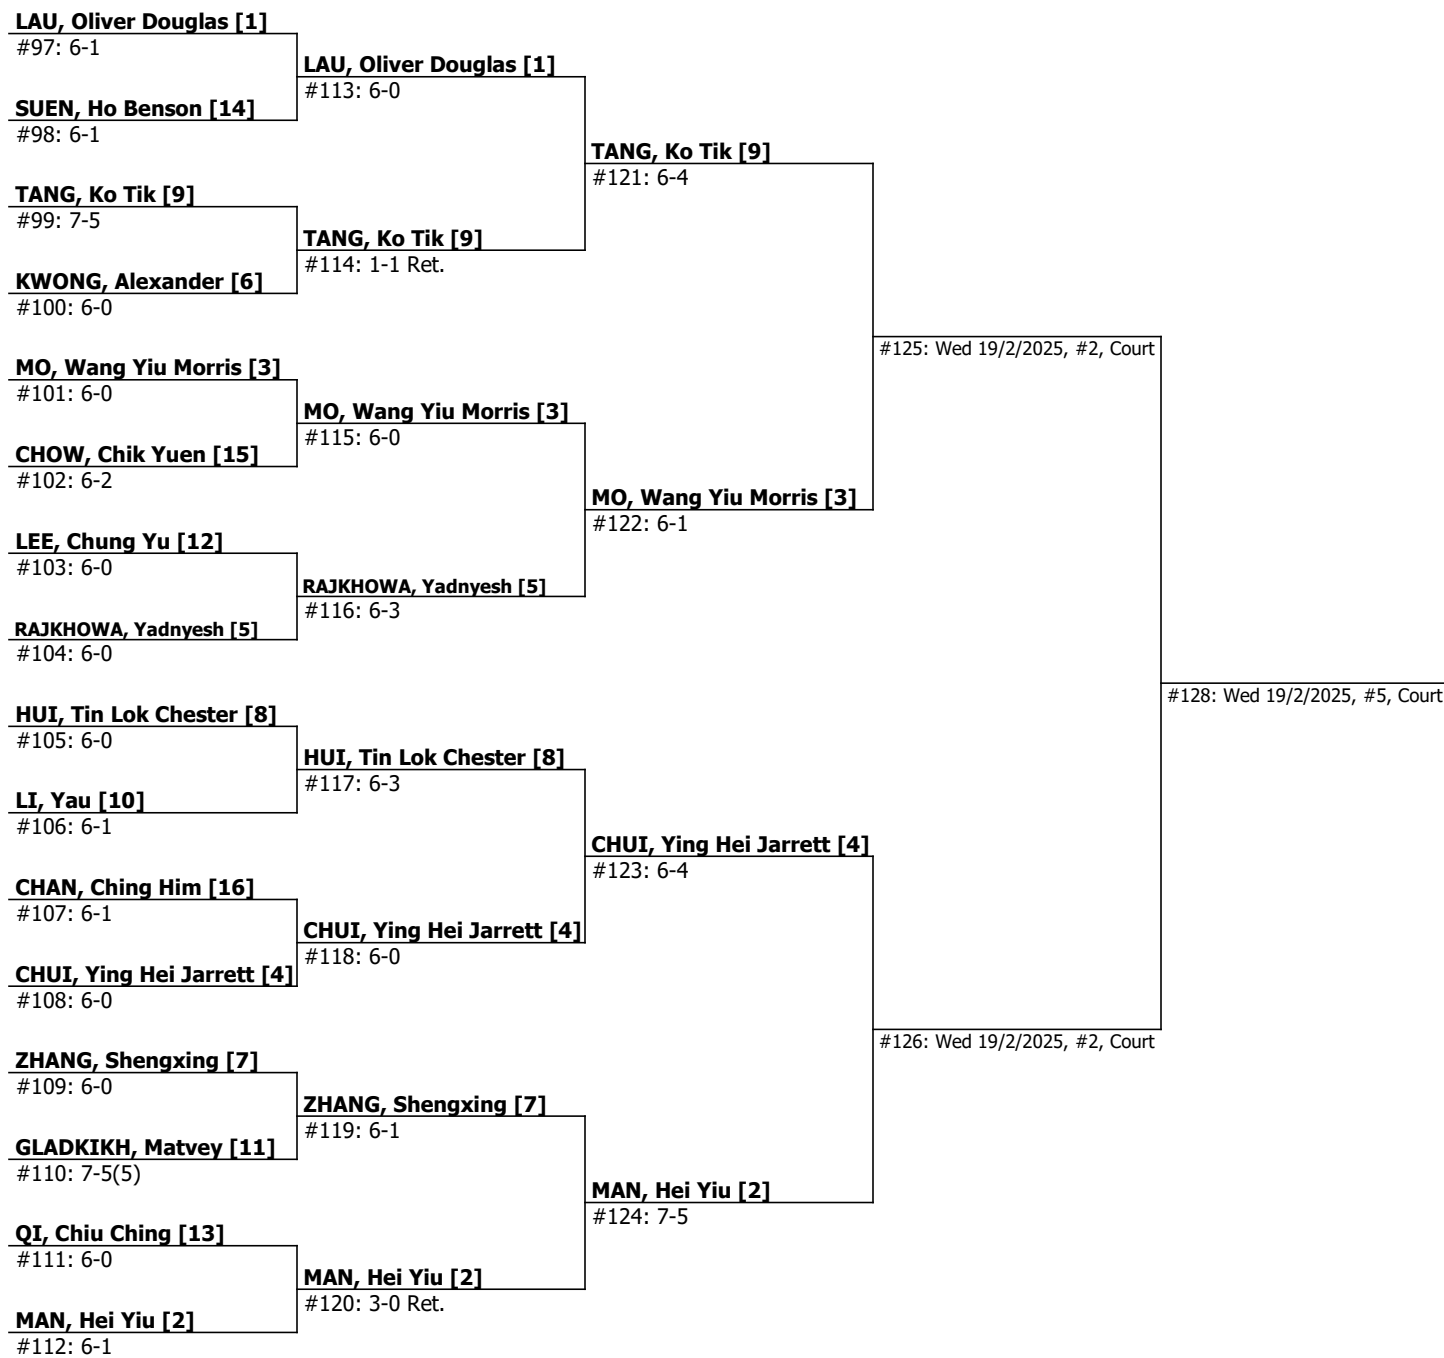 LAU, Oliver Douglas [1]
#97: 6-1
SUEN, Ho Benson [14]
#98: 6-1
TANG, Ko Tik [9]
#99: 7-5
KWONG, Alexander [6]
#100: 6-0
MO, Wang Yiu Morris [3]
#101: 6-0
CHOW, Chik Yuen [15]
#102: 6-2
LEE, Chung Yu [12]
#103: 6-0
RAJKHOWA, Yadnyesh [5]
#104: 6-0
HUI, Tin Lok Chester [8]
#105: 6-0
LI, Yau [10]
#106: 6-1
CHAN, Ching Him [16]
#107: 6-1
CHUI, Ying Hei Jarrett [4]
#108: 6-0
ZHANG, Shengxing [7]
#109: 6-0
GLADKIKH, Matvey [11]
#110: 7-5(5)
QI, Chiu Ching [13]
#111: 6-0
MAN, Hei Yiu [2]
#112: 6-1
LAU, Oliver Douglas [1]
#113: 6-0
TANG, Ko Tik [9]
#114: 1-1 Ret.
MO, Wang Yiu Morris [3]
#115: 6-0
RAJKHOWA, Yadnyesh [5]
#116: 6-3
HUI, Tin Lok Chester [8]
#117: 6-3
CHUI, Ying Hei Jarrett [4]
#118: 6-0
ZHANG, Shengxing [7]
#119: 6-1
MAN, Hei Yiu [2]
#120: 3-0 Ret.
TANG, Ko Tik [9]
#121: 6-4
MO, Wang Yiu Morris [3]
#122: 6-1
CHUI, Ying Hei Jarrett [4]
#123: 6-4
MAN, Hei Yiu [2]
#124: 7-5
#125: Wed 19/2/2025, #2, Court
#126: Wed 19/2/2025, #2, Court
#128: Wed 19/2/2025, #5, Court